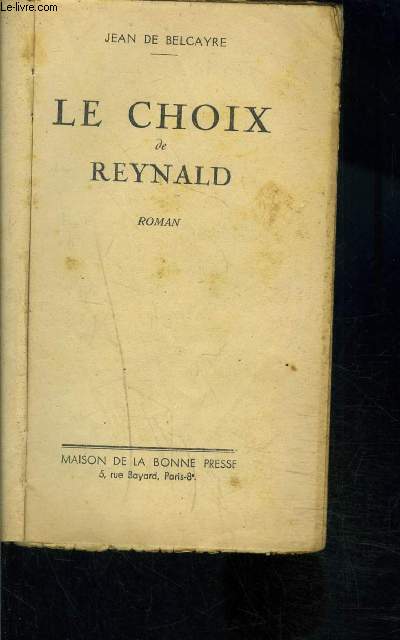 Le-livre.com
JEAN DE BELCAYRE
LE CHOIX
de
REYNALD
ROMAN
MAISON DE LA BONNE PRESSE
5, rue Bayard, Paris-8e.